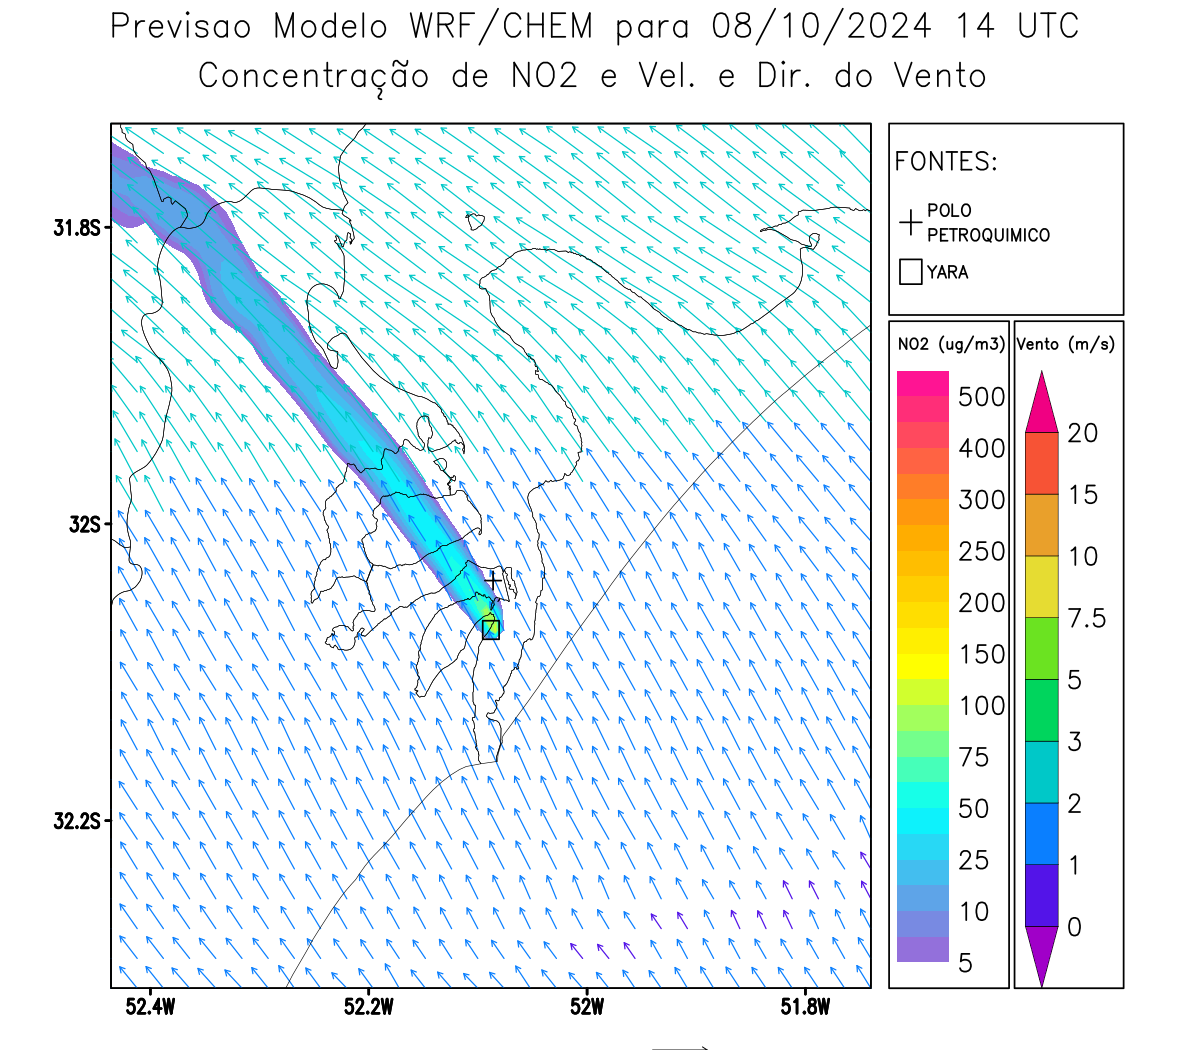 Previsao Modelo WRF/CHEM para 08/10/2024 14 UTC
Concentração de NO2 e Vel. e Dir. do Vento
FONTES:
POLO
PETROQUIMICO
YARA
NO2 (ug/m3)
500
400
300
250
200
150
100
75
50
25
10
5
Vento (m/s)
20
15
10
7.5
5
3
2
1
0
31.8S
32S
32.2S
52.4W
52.2W
52W
51.8W